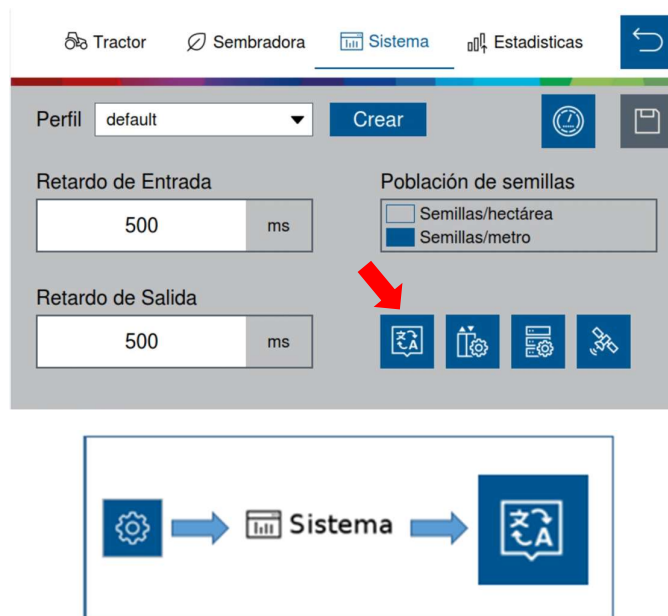 Tractor
Sembradora
Sistema
Estadisticas
Perfil
default
Crear
Retardo de Entrada
Población de semillas
500
ms
Semillas/hectárea
Semillas/metro
Retardo de Salida
500
ms
Sistema